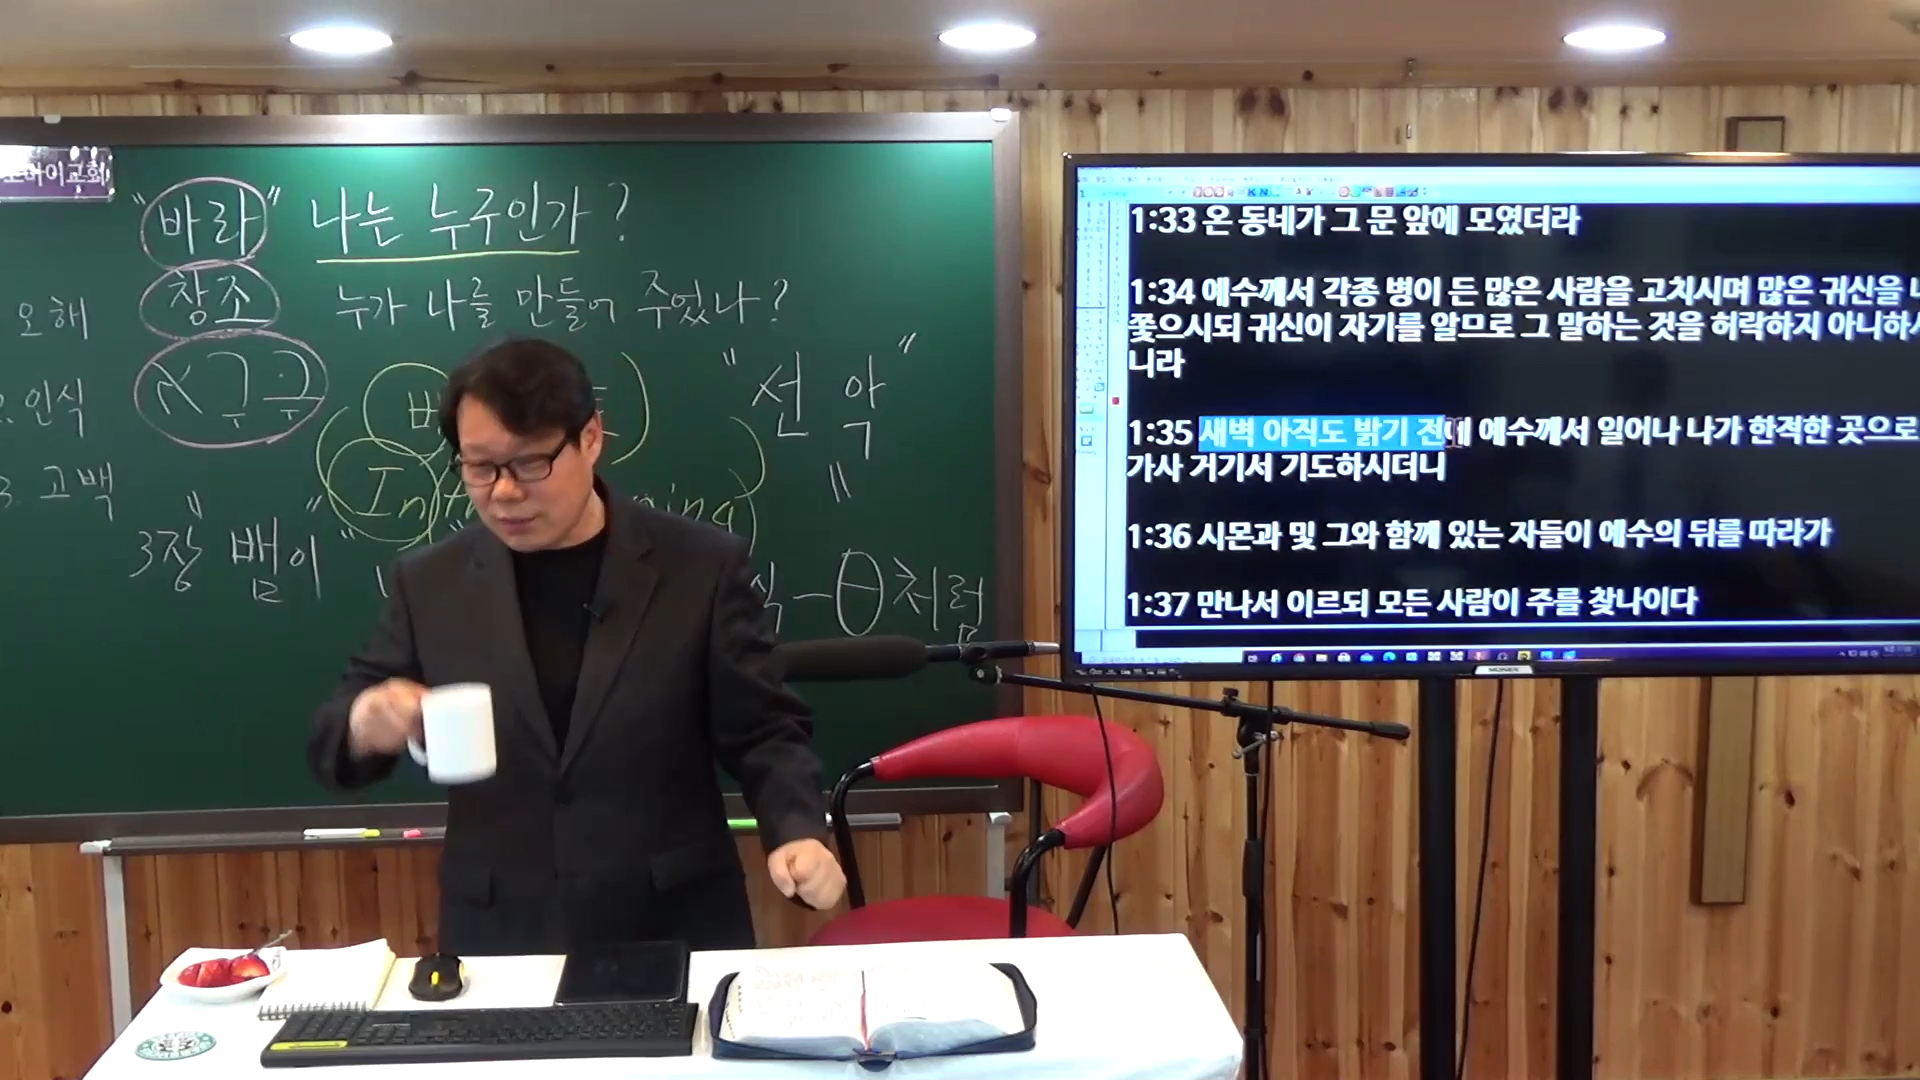 "바라" 나는 누구인가?
창조 누가 나를 만들어 주었나?
오해
"선 악"
2. 인식
3. 고백
In
3장 뱀이"
식-θ처럼
1:33 온 동네가 그 문 앞에 모였더라
1:34 예수께서 각종 병이 든 많은 사람을 고치시며 많은 귀신을
쫓으시되 귀신이 자기를 알므로 그 말하는 것을 허락하지 아니하시
니라
1:35 새벽 아직도 밝기 전에 예수께서 일어나 나가 한적한 곳으로
가사 거기서 기도하시더니
1:36 시몬과 및 그와 함께 있는 자들이 예수의 뒤를 따라가
1:37 만나서 이르되 모든 사람이 주를 찾나이다